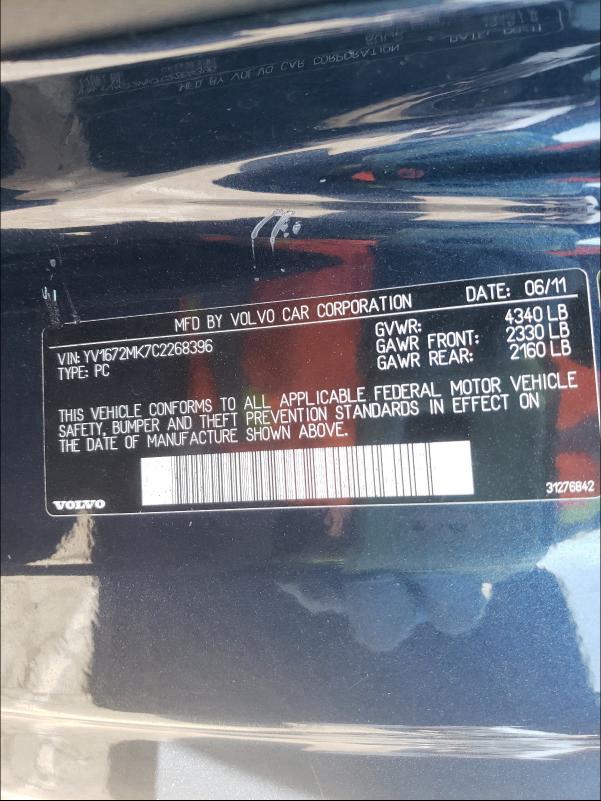 MFD BY VOLVO CAR CORPORATION DATE: 06/11
VIN: YV1672MK7C2268396 GVWR: 4340 LB
TYPE: PC GAWR FRONT: 2330 LB
GAWR REAR: 2160 LB
THIS VEHICLE CONFORMS TO ALL APPLICABLE FEDERAL MOTOR VEHICLE
SAFETY, BUMPER AND THEFT PREVENTION STANDARDS IN EFFECT ON
THE DATE OF MANUFACTURE SHOWN ABOVE.
VOLVO 31276842